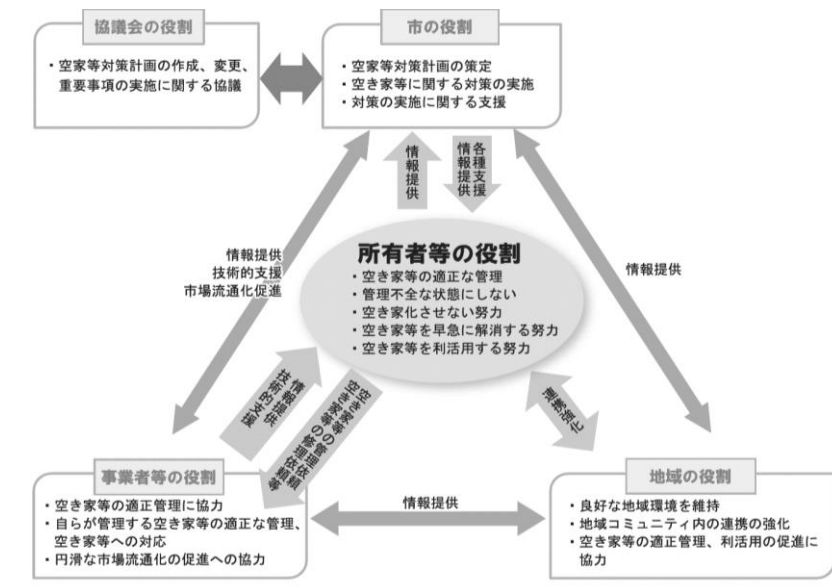 協議会の役割
・空家等対策計画の作成、変更、
重要事項の実施に関する協議
市の役割
・空家等対策計画の策定
・空き家等に関する対策の実施
・対策の実施に関する支援
情報提供
各種支援
情報提供
所有者等の役割
・空き家等の適正な管理
・管理不全な状態にしない
・空き家化させない努力
・空き家等を早急に解消する努力
・空き家等を利活用する努力
情報提供
技術的支援
市場流通化促進
情報提供
情報提供
技術的支援
空き家等の管理依頼
空き家等の修理依頼等
連携強化
事業者等の役割
・空き家等の適正管理に協力
・自らが管理する空き家等の適正な管理、
空き家等への対応
・円滑な市場流通化の促進への協力
情報提供
地域の役割
・良好な地域環境を維持
・地域コミュニティ内の連携の強化
・空き家等の適正管理、利活用の促進に
協力